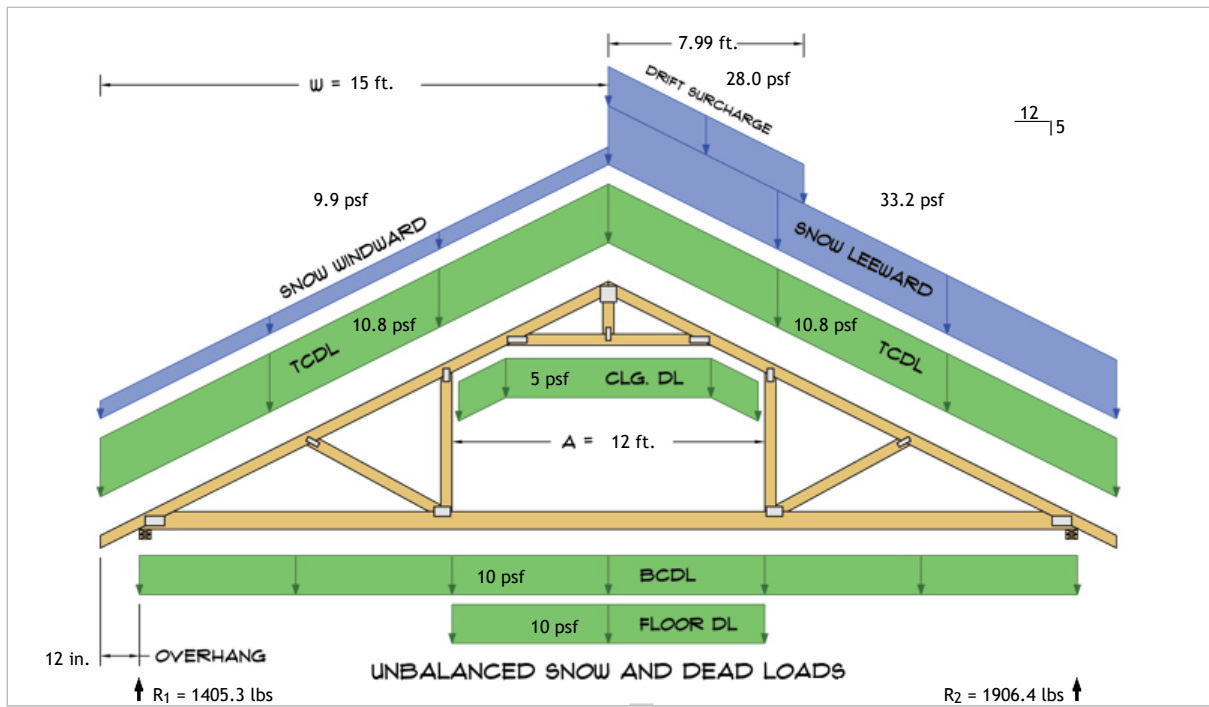 7.99 ft.
DRIFT SURCHARGE
28.0 psf
W = 15 ft.
12
5
9.9 psf
33.2 psf
SNOW WINDWARD
SNOW LEEWARD
10.8 psf
10.8 psf
TCDL
TCDL
5 psf CLG. DL
A = 12 ft.
10 psf BCDL
10 psf FLOOR DL
12 in. OVERHANG
UNBALANCED SNOW AND DEAD LOADS
R1 = 1405.3 lbs
R2 = 1906.4 lbs